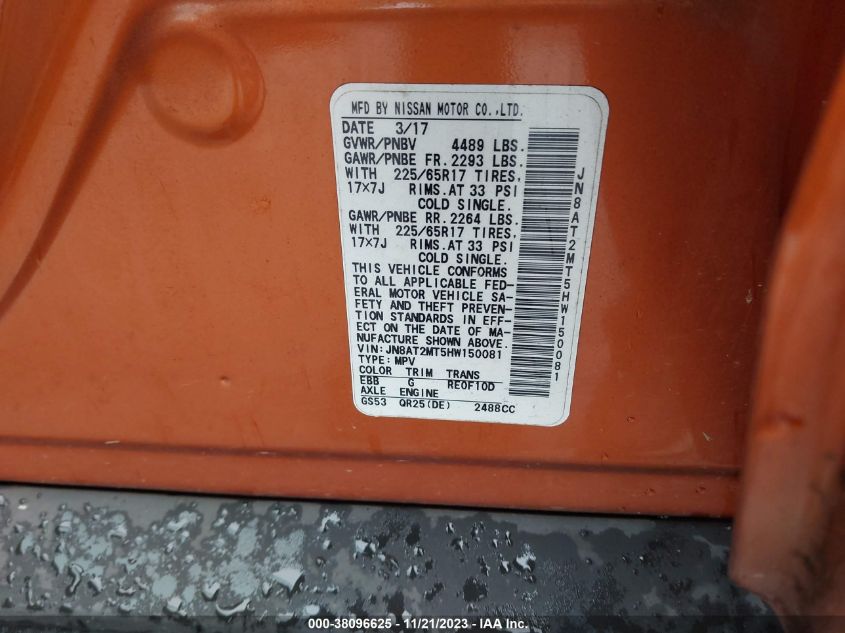 MFD BY NISSAN MOTOR CO.,LTD.
DATE 3/17
GVWR/PNBV 4489 LBS.
GAWR/PNBE FR. 2293 LBS.
WITH 225/65R17 TIRES,
17×7J RIMS.AT 33 PSI
COLD SINGLE.
GAWR/PNBE RR. 2264 LBS.
WITH 225/65R17 TIRES,
17×7J RIMS.AT 33 PSI
COLD SINGLE.
THIS VEHICLE CONFORMS
TO ALL APPLICABLE FED-
ERAL MOTOR VEHICLE SA-
FETY AND THEFT PREVEN-
TION STANDARDS IN EFF-
ECT ON THE DATE OF MA-
NUFACTURE SHOWN ABOVE.
VIN:JN8AT2MT5HW150081
TYPE:MPV
COLOR TRIM TRANS
EBB G RE0F10D
AXLE ENGINE
GS53 QR25(DE) 2488CC
JN8AT2MT5HW150081
000-38096625 - 11/21/2023 - IAA Inc.